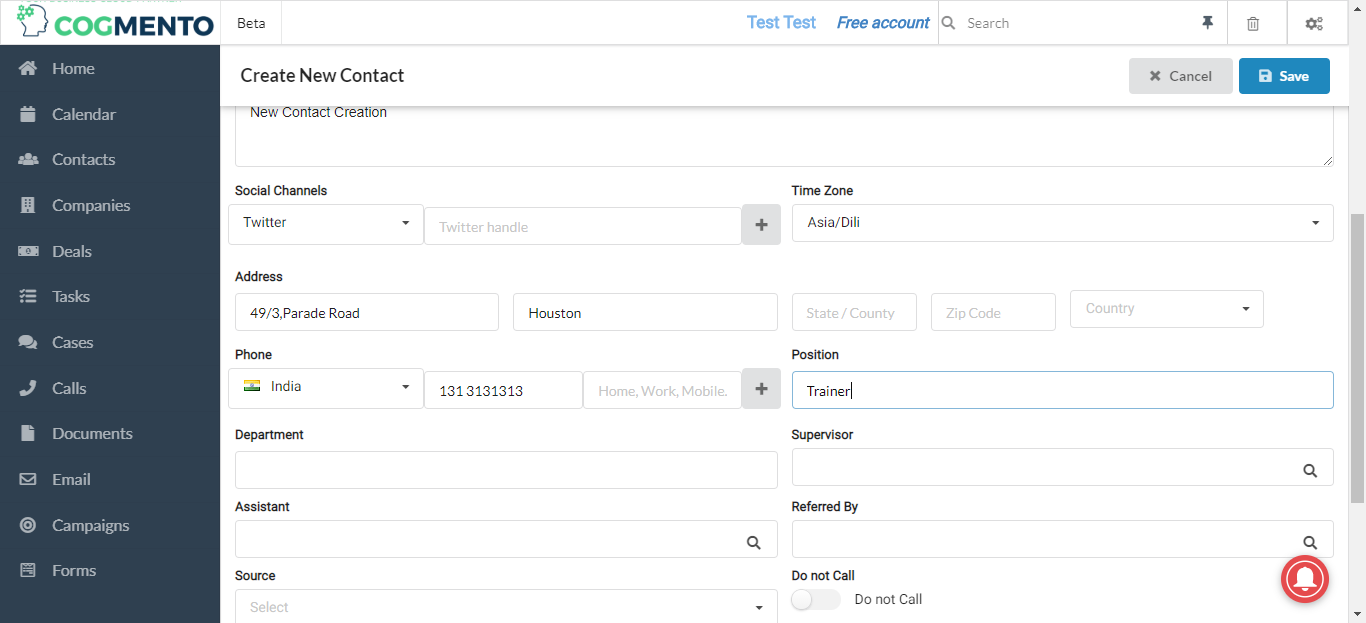 COGMENTO
Beta
Test Test
Free account
Search
Create New Contact
Cancel
Save
Home
Calendar
Contacts
Companies
Deals
Tasks
Cases
Calls
Documents
Email
Campaigns
Forms
New Contact Creation
Social Channels
Time Zone
Twitter
Twitter handle
Asia/Dili
Address
49/3,Parade Road
Houston
State / County
Zip Code
Country
Phone
Position
India
131 3131313
Home, Work, Mobile.
Trainer
Department
Supervisor
Assistant
Referred By
Source
Do not Call
Select
Do not Call